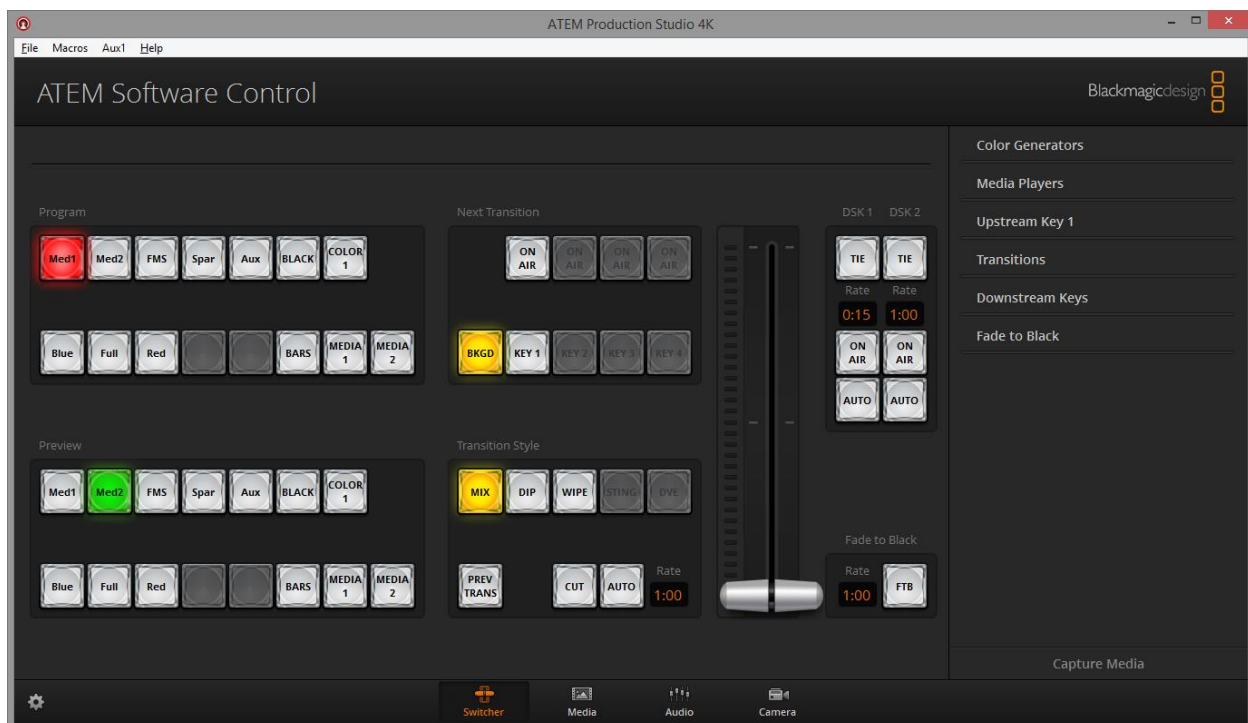 ATEM Production Studio 4K
File Macros Aux1 Help
ATEM Software Control
Blackmagicdesign
Program
Med1 Med2 FMS Spar Aux BLACK COLOR 1
Blue Full Red BARS MEDIA 1 MEDIA 2
Next Transition
ON AIR ON AIR ON AIR ON AIR
BKGD KEY 1 KEY 2 KEY 3 KEY 4
DSK 1 DSK 2
TIE TIE
Rate Rate
0:15 1:00
ON AIR ON AIR
AUTO AUTO
Preview
Med1 Med2 FMS Spar Aux BLACK COLOR 1
Blue Full Red BARS MEDIA 1 MEDIA 2
Transition Style
MIX DIP WIPE STING DVE
PREV TRANS CUT AUTO Rate 1:00
Fade to Black
Rate
1:00 FTB
Color Generators
Media Players
Upstream Key 1
Transitions
Downstream Keys
Fade to Black
Capture Media
Switcher Media Audio Camera